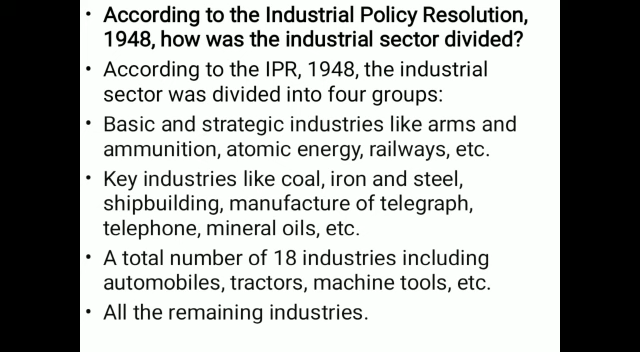 • According to the Industrial Policy Resolution,
1948, how was the industrial sector divided?
• According to the IPR, 1948, the industrial
sector was divided into four groups:
• Basic and strategic industries like arms and
ammunition, atomic energy, railways, etc.
• Key industries like coal, iron and steel,
shipbuilding, manufacture of telegraph,
telephone, mineral oils, etc.
• A total number of 18 industries including
automobiles, tractors, machine tools, etc.
• All the remaining industries.